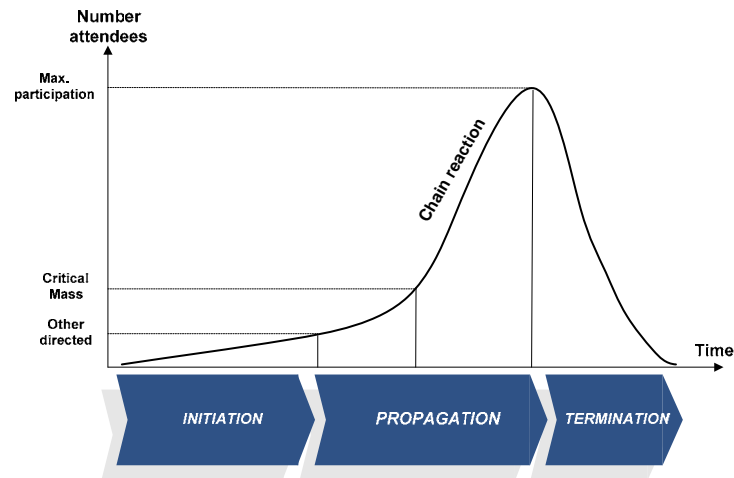 Number
attendees
Max.
participation
Chain reaction
Critical
Mass
Other
directed
Time
INITIATION
PROPAGATION
TERMINATION